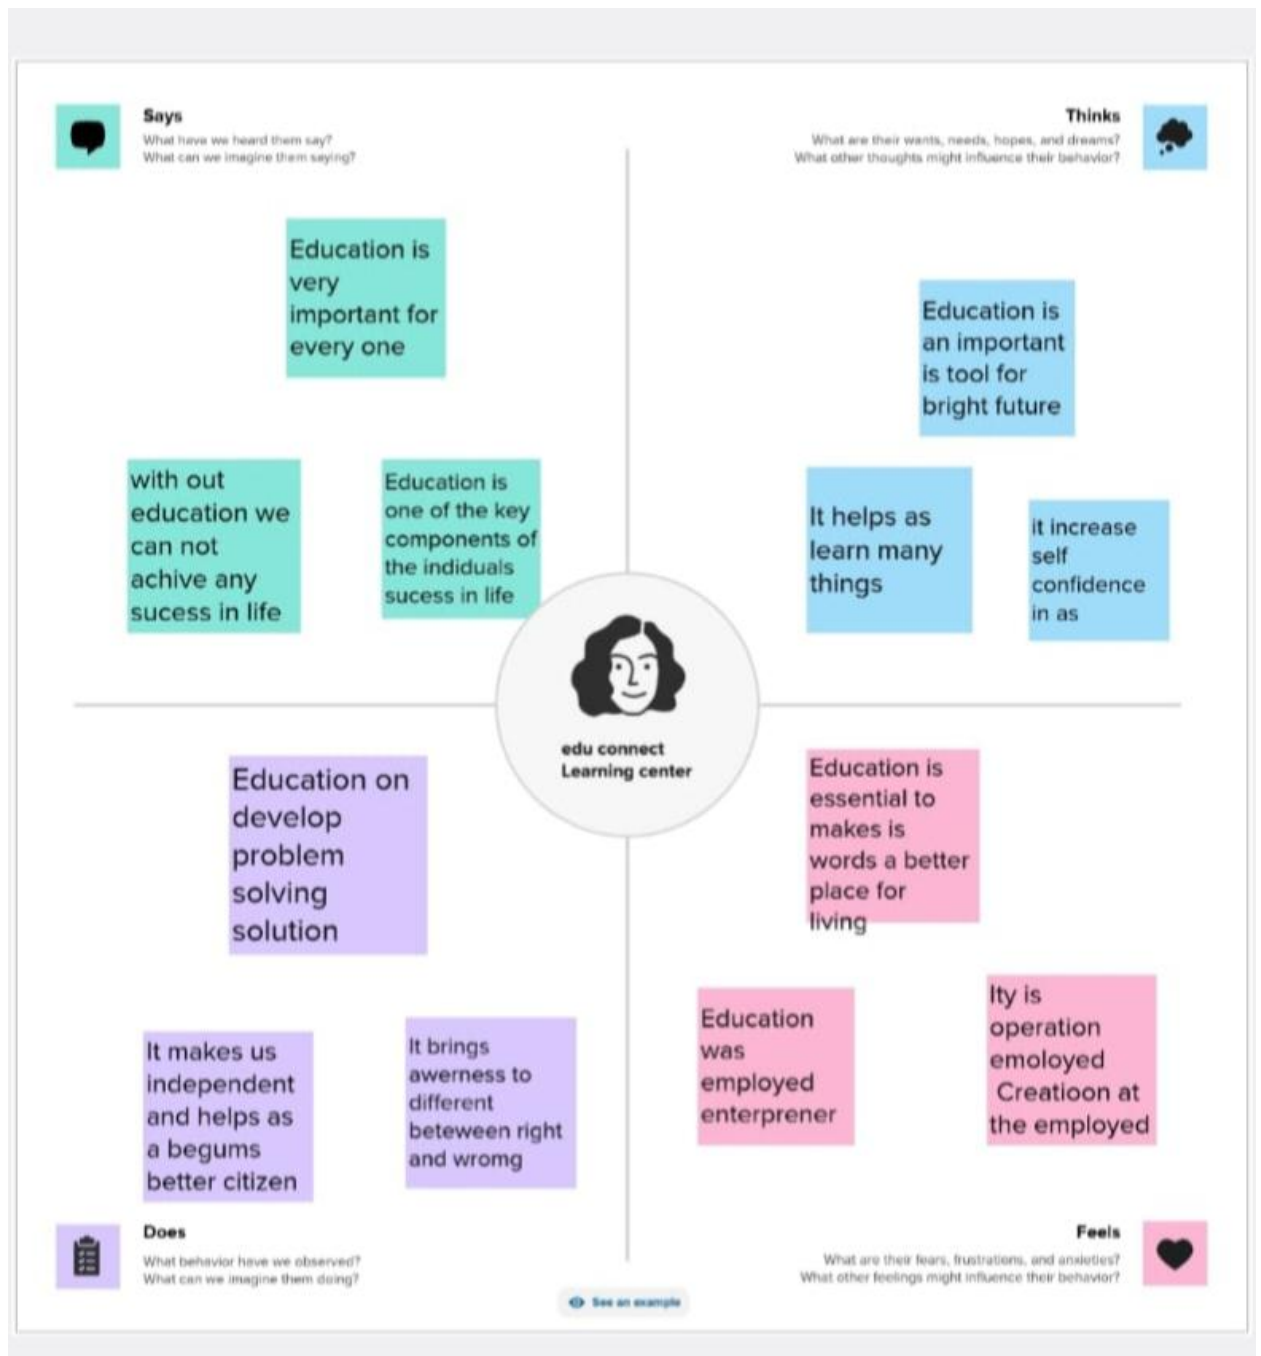 Says
What have we heard them say?
What can we imagine them saying?
Thinks
What are their wants, needs, hopes, and dreams?
What other thoughts might influence their behavior?
Education is
very
important for
every one
with out
education we
can not
achive any
sucess in life
Education is
one of the key
components of
the indiduals
sucess in life
Education is
an important
is tool for
bright future
It helps as
learn many
things
it increase
self
confidence
in as
edu connect
Learning center
Education on
develop
problem
solving
solution
It makes us
independent
and helps as
a begums
better citizen
It brings
awerness to
different
beteween right
and wromg
Education is
essential to
makes is
words a better
place for
living
Education
was
employed
enterprener
Ity is
operation
emoloyed
Creatioon at
the employed
Does
What behavior have we observed?
What can we imagine them doing?
Feels
What are their fears, frustrations, and anxieties?
What other feelings might influence their behavior?
See an example